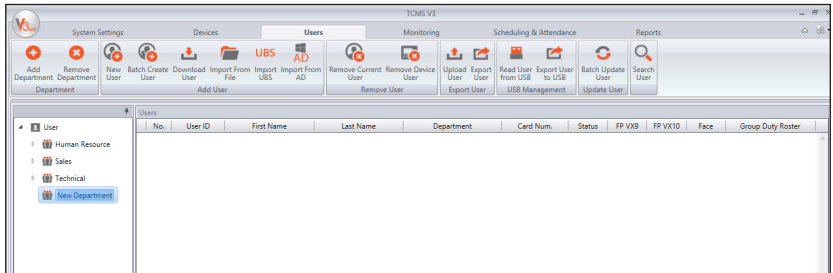 TCMS V3
V3
System Settings Devices Users Monitoring Scheduling & Attendance Reports
UBS AD
Add Remove New Batch Create Download Import From Import Import From Remove Current Remove Device Upload Export Read User Export User Batch Update Search
Department Department User User User File UBS AD User User User User from USB to USB User User
Department Add User Remove User Export User USB Management Update User
Users
No. User ID First Name Last Name Department Card Num. Status FP VX9 FP VX10 Face Group Duty Roster
User
Human Resource
Sales
Technical
New Department